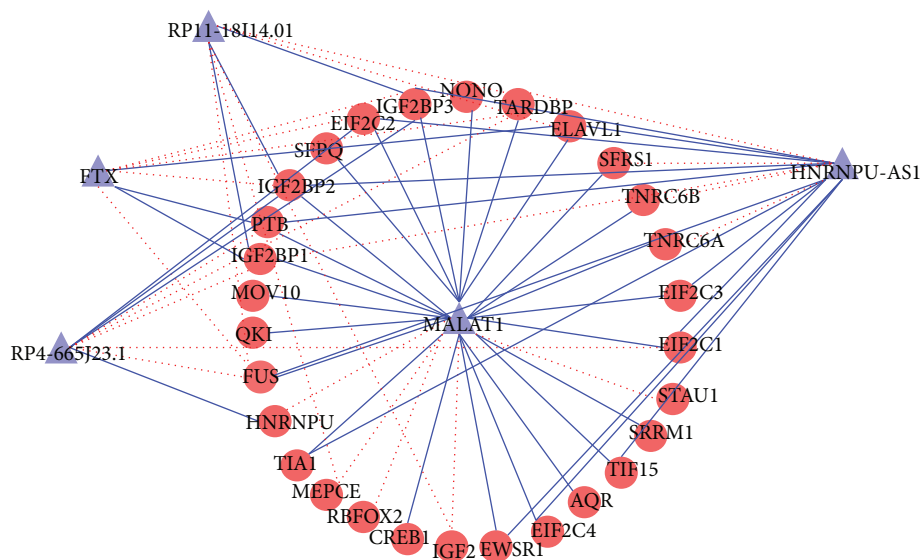 RP11-18I14.01
NONO
IGF2BP3
TARDBP
EIF2C2
ELAVL1
SFPQ
SFRS1
FTX
HNRNPU-AS1
IGF2BP2
TNRC6B
PTB
TNRC6A
IGF2BP1
MOV10
EIF2C3
MALAT1
QKI
EIF2C1
RP4-665J23.1
FUS
STAU1
HNRNPU
SRRM1
TIA1
TIF15
MEPCE
AQR
RBFOX2
CREB1
EIF2C4
IGF2
EWSR1